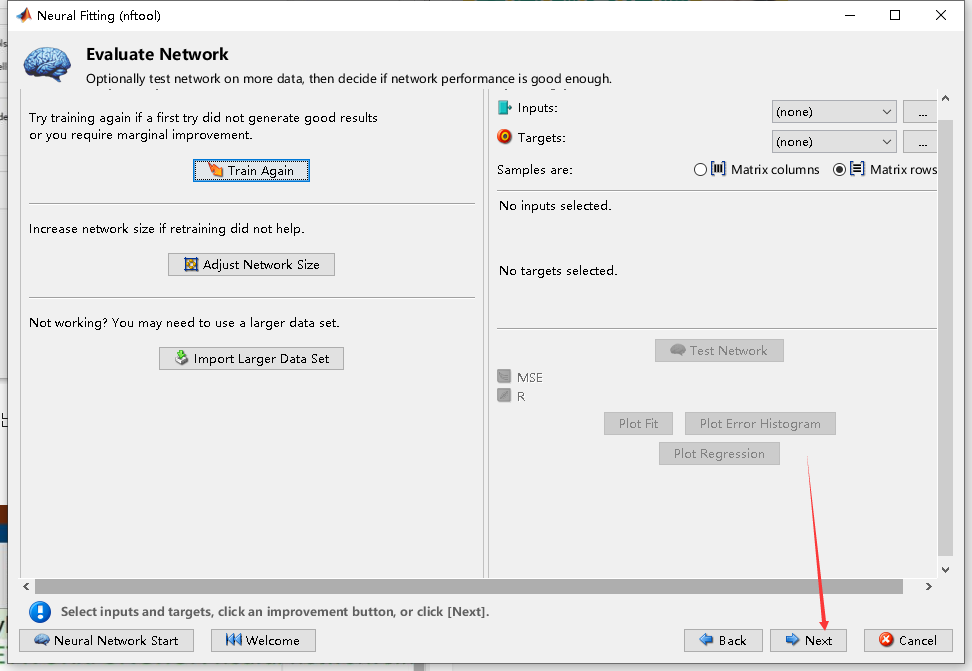 Neural Fitting (nftool)
Evaluate Network
Optionally test network on more data, then decide if network performance is good enough.
Try training again if a first try did not generate good results
or you require marginal improvement.
Train Again
Increase network size if retraining did not help.
Adjust Network Size
Not working? You may need to use a larger data set.
Import Larger Data Set
Inputs:
(none)
...
Targets:
(none)
...
Samples are:
Matrix columns
Matrix rows
No inputs selected.
No targets selected.
Test Network
MSE
R
Plot Fit
Plot Error Histogram
Plot Regression
Select inputs and targets, click an improvement button, or click [Next].
Neural Network Start
Welcome
Back
Next
Cancel